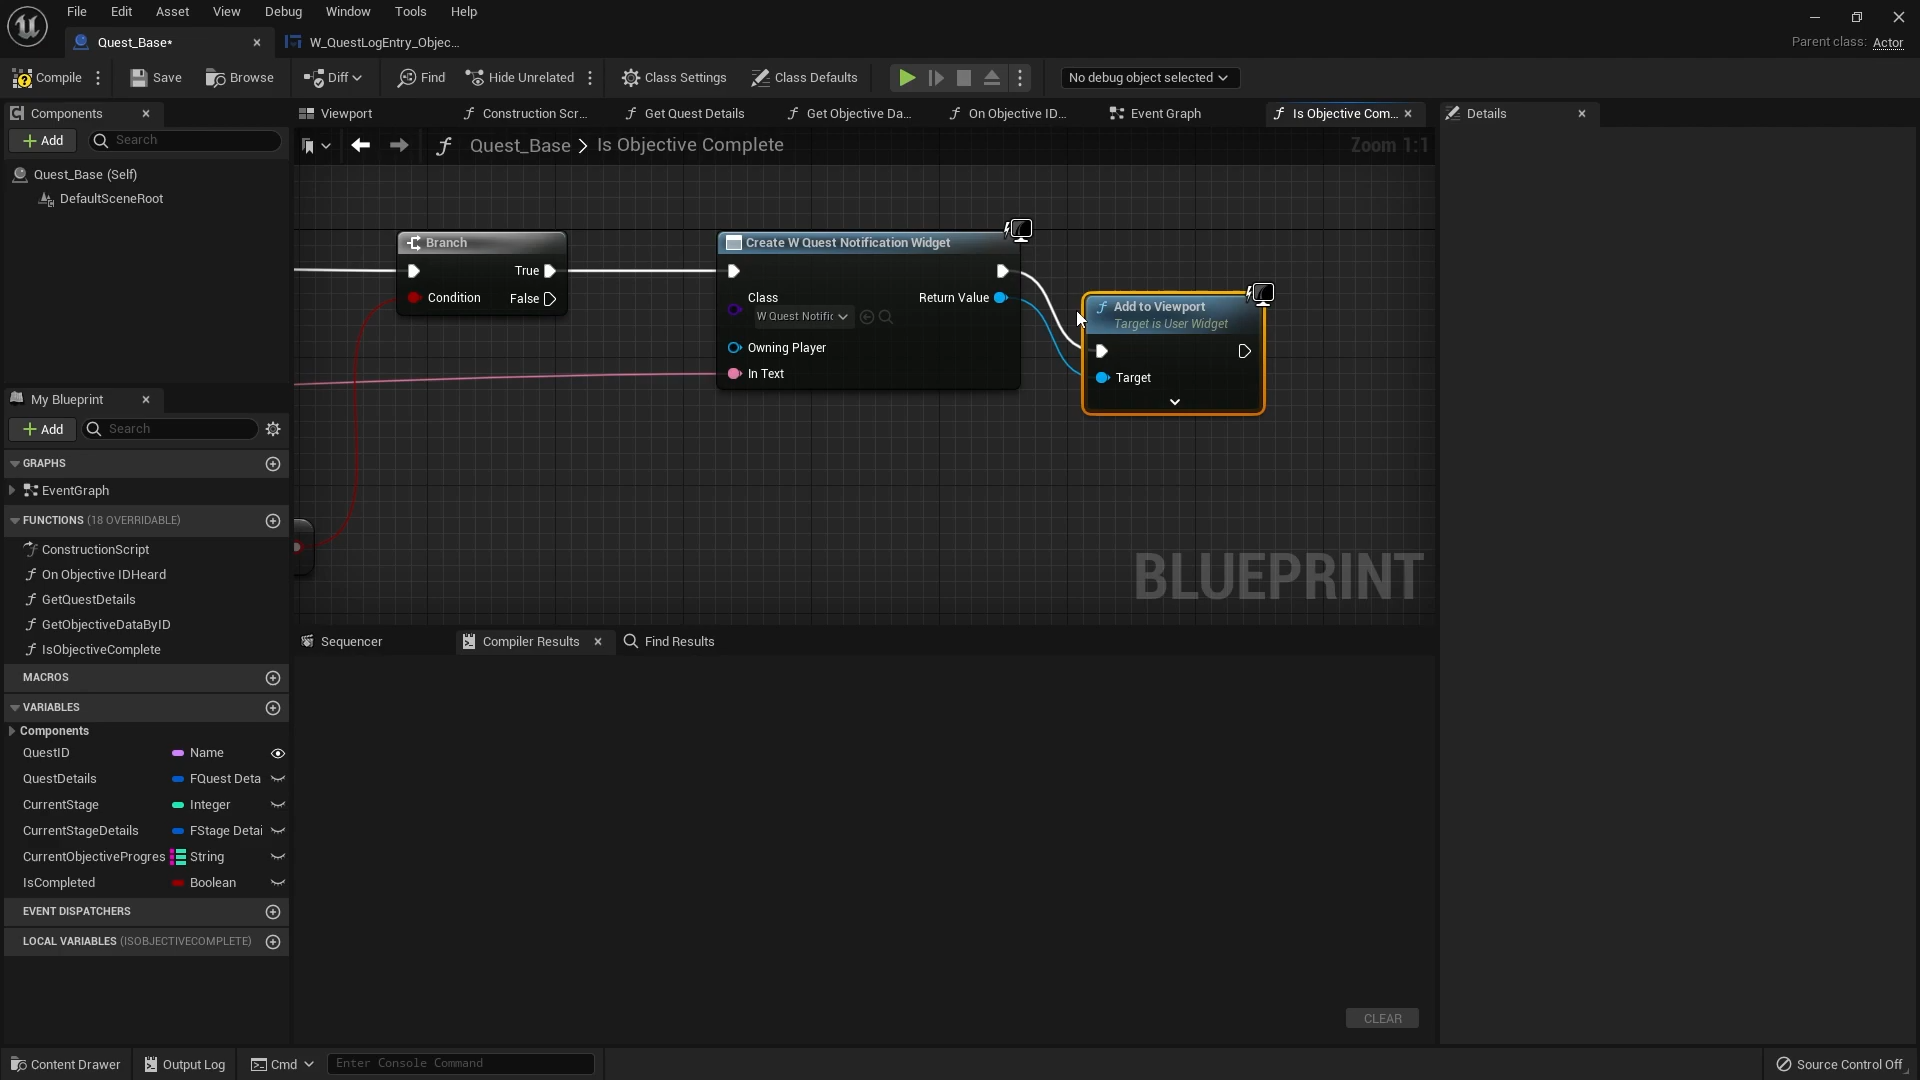 File Edit Asset View Debug Window Tools Help
Quest_Base*
W_QuestLogEntry_Objec...
Parent class: Actor
Compile
Save
Browse
Diff
Find
Hide Unrelated
Class Settings
Class Defaults
No debug object selected
Components
Viewport
Construction Scr...
Get Quest Details
Get Objective Da...
On Objective ID...
Event Graph
Is Objective Com...
Details
Add
Search
Quest_Base > Is Objective Complete
Zoom 1:1
Quest_Base (Self)
DefaultSceneRoot
Branch
True
Condition
False
Create W Quest Notification Widget
Class
Return Value
W Quest Notific
Owning Player
In Text
Add to Viewport
Target is User Widget
Target
BLUEPRINT
My Blueprint
Add
Search
GRAPHS
EventGraph
FUNCTIONS (18 OVERRIDABLE)
ConstructionScript
On Objective IDHeard
GetQuestDetails
GetObjectiveDataByID
IsObjectiveComplete
MACROS
VARIABLES
Components
QuestID Name
QuestDetails FQuest Deta
CurrentStage Integer
CurrentStageDetails FStage Detai
CurrentObjectiveProgres String
IsCompleted Boolean
EVENT DISPATCHERS
LOCAL VARIABLES (ISOBJECTIVECOMPLETE)
Sequencer
Compiler Results
Find Results
CLEAR
Content Drawer
Output Log
Cmd
Enter Console Command
Source Control Off